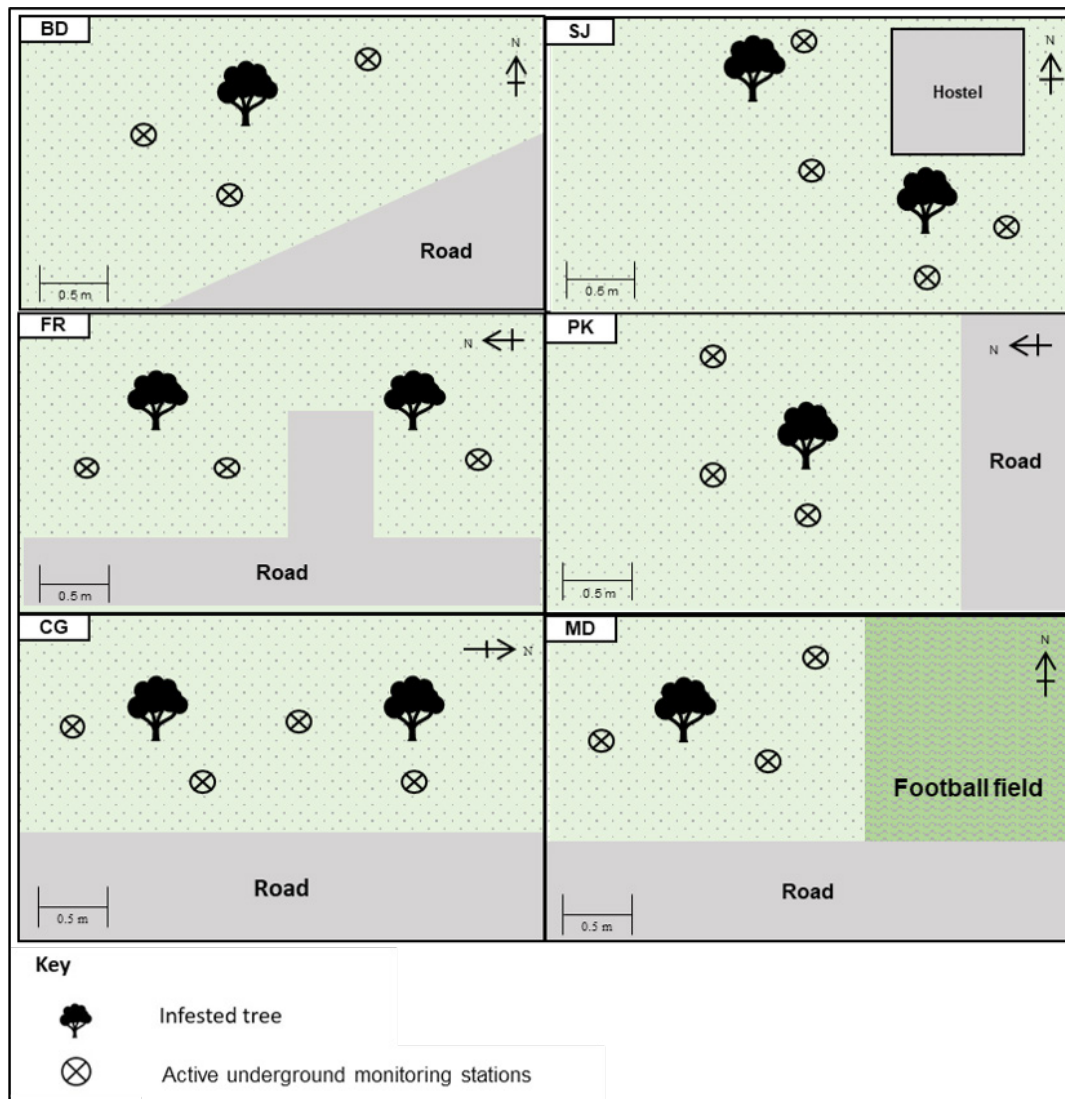 BD
N
Road
0.5 m
SJ
N
Hostel
0.5 m
FR
N
Road
0.5 m
PK
N
Road
0.5 m
CG
N
Road
0.5 m
MD
N
Football field
Road
0.5 m
Key
Infested tree
Active underground monitoring stations